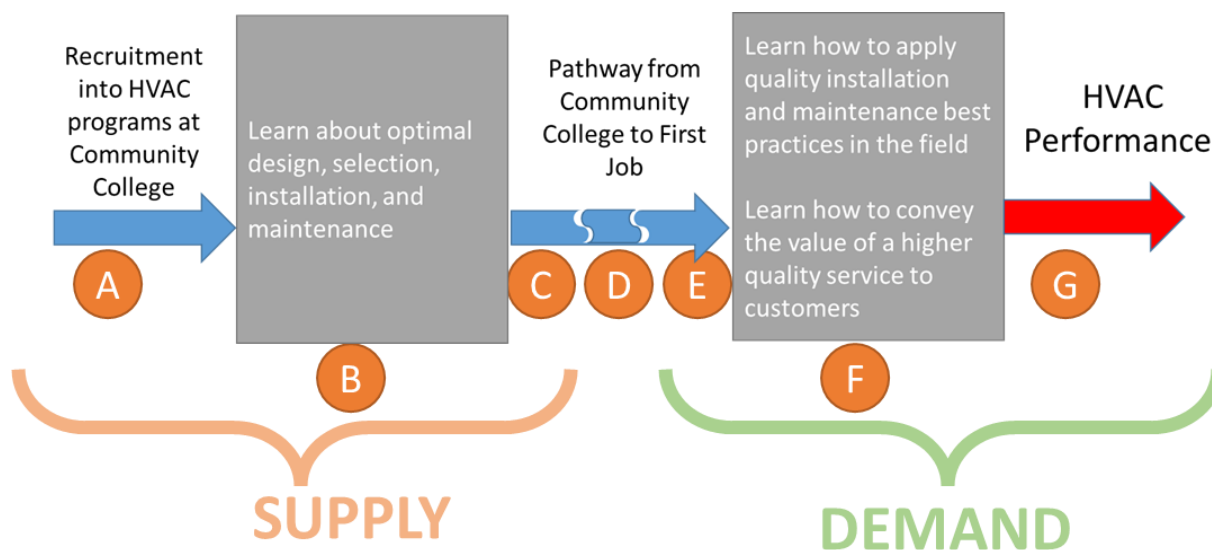 Recruitment
into HVAC
programs at
Community
College
A
Learn about optimal
design, selection,
installation, and
maintenance
B
Pathway from
Community
College to First
Job
C
D
E
Learn how to apply
quality installation
and maintenance best
practices in the field
Learn how to convey
the value of a higher
quality service to
customers
F
HVAC
Performance
G
SUPPLY
DEMAND